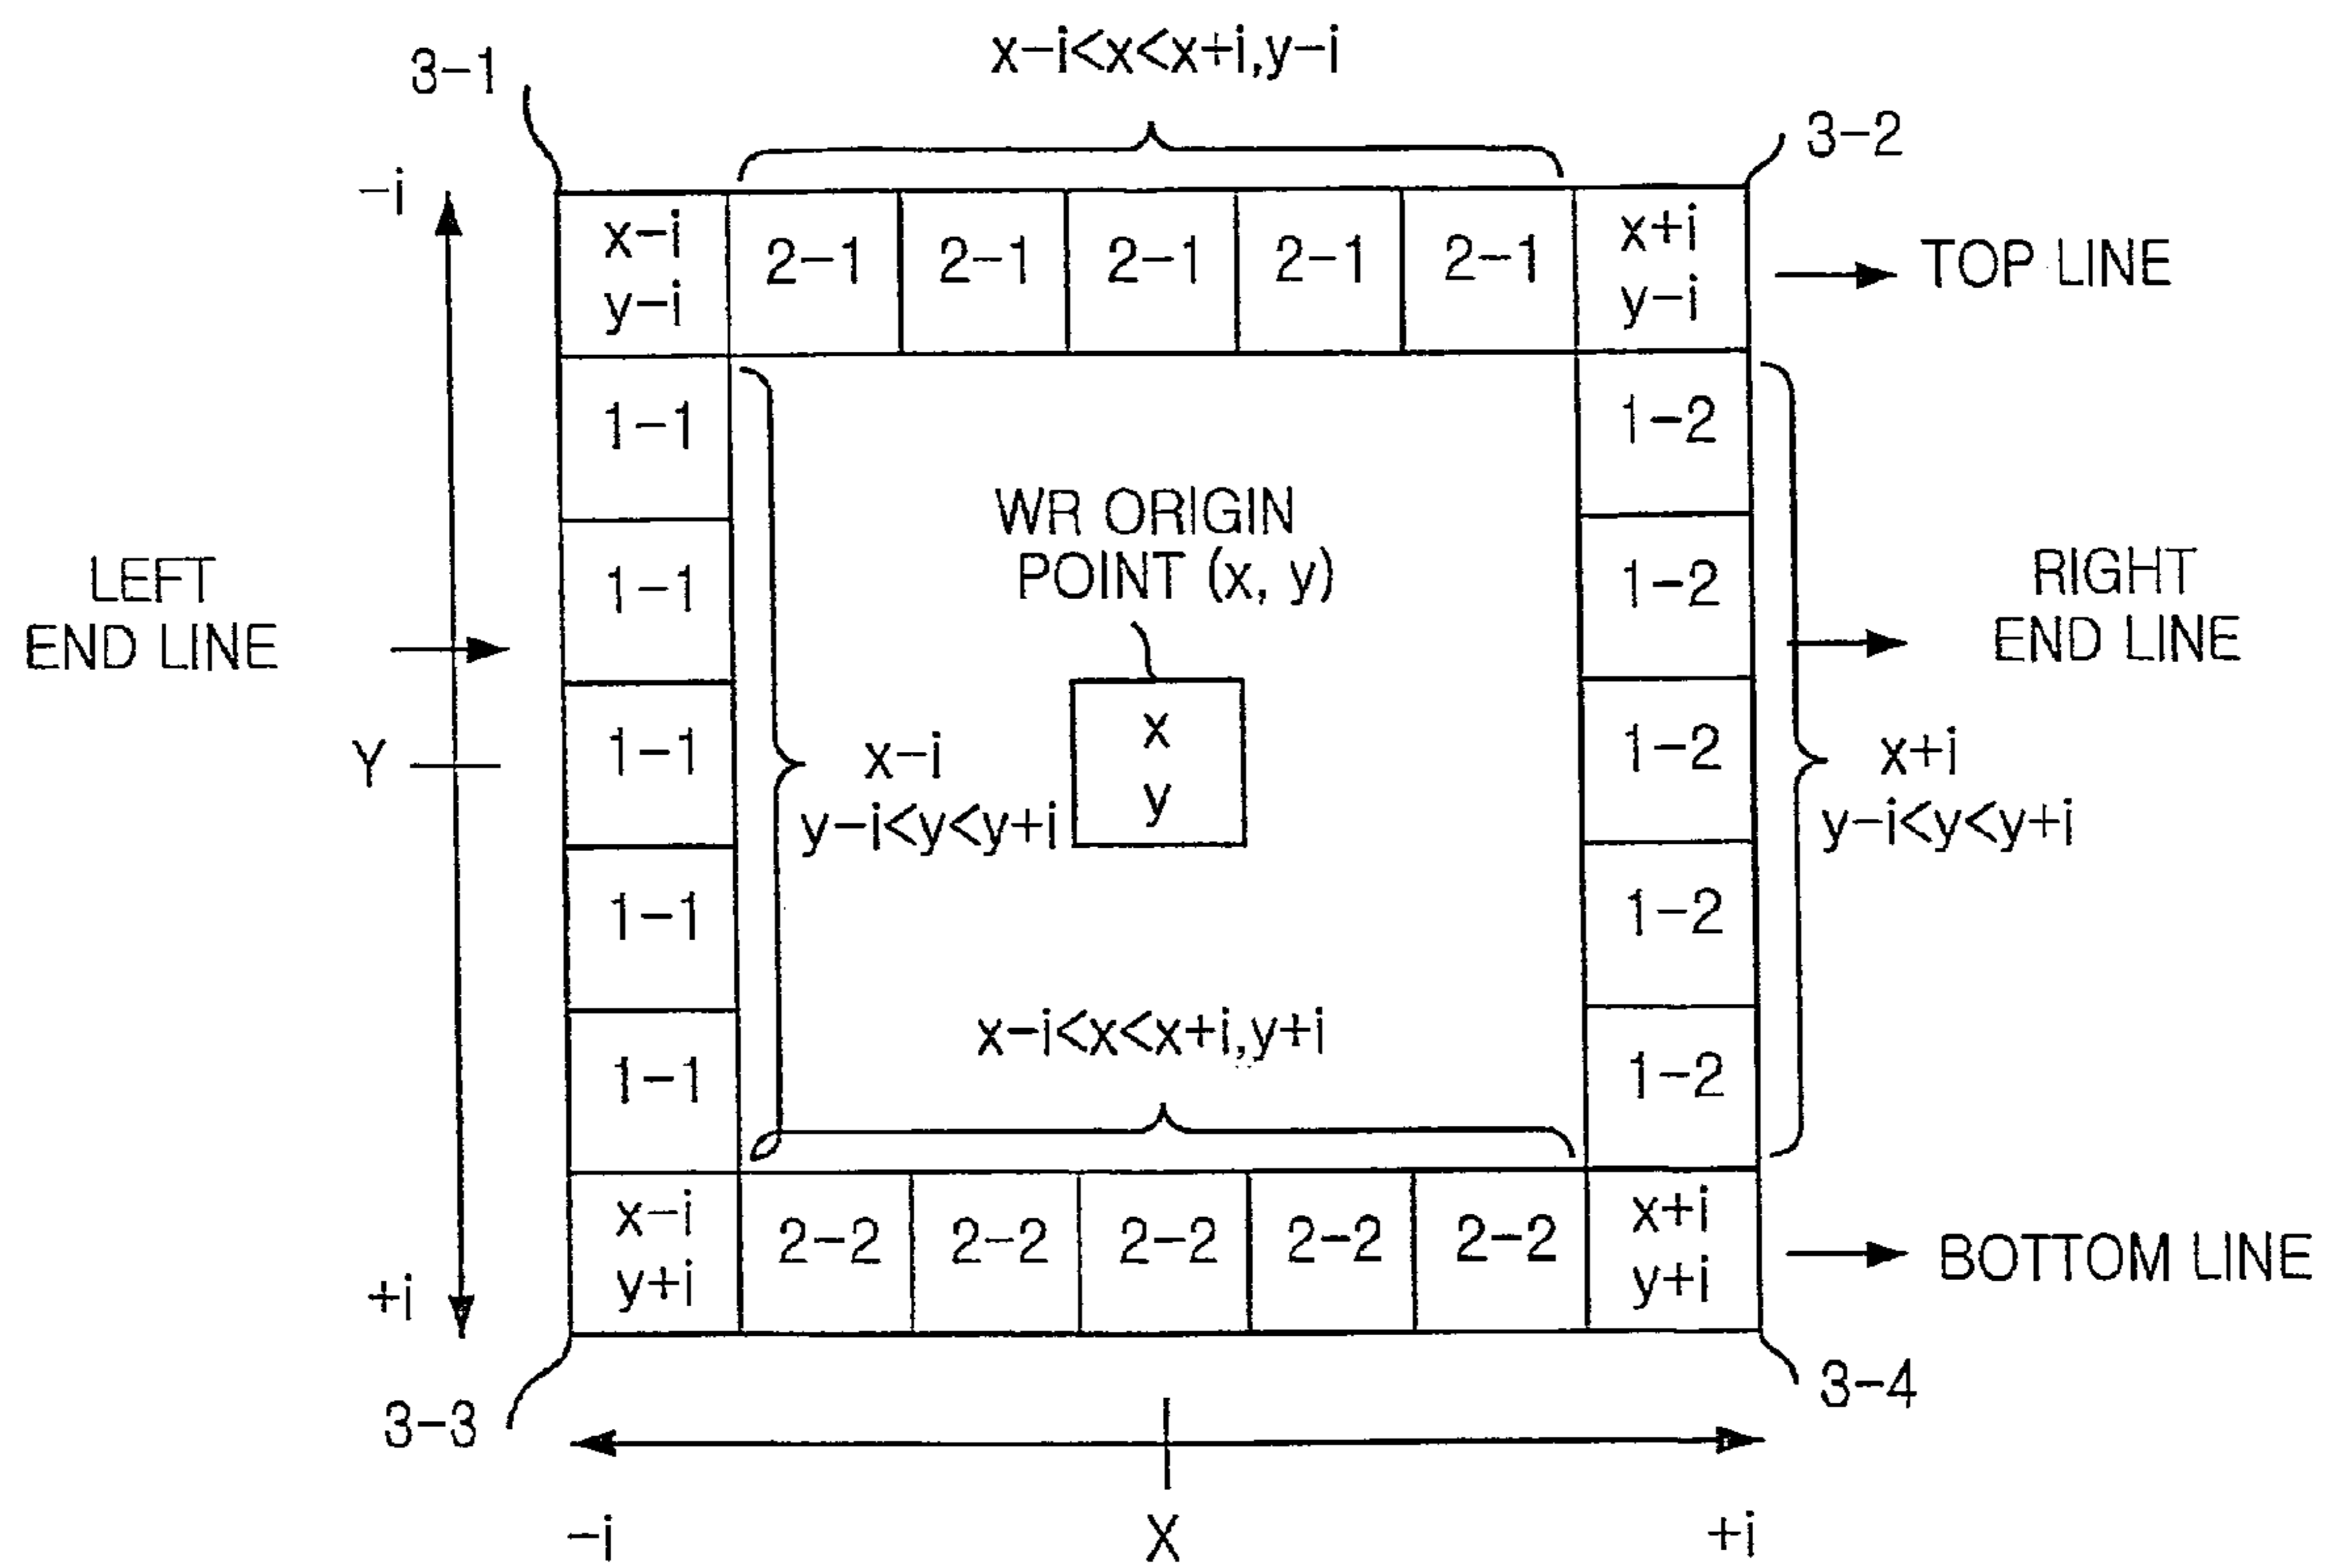 x-i<x<x+i,y-i
3-1
3-2
-i
x-i
y-i
2-1 2-1 2-1 2-1 2-1
x+i
y-i
TOP LINE
1-1
1-2
WR ORIGIN
POINT (x, y)
LEFT
END LINE
1-1
1-2
RIGHT
END LINE
Y
1-1
x-i
y-i<y<y+i
x
y
1-2
x+i
y-i<y<y+i
1-1
1-2
x-i<x<x+i,y+i
1-1
1-2
+i
x-i
y+i
2-2 2-2 2-2 2-2 2-2
x+i
y+i
BOTTOM LINE
3-3
3-4
-i X +i